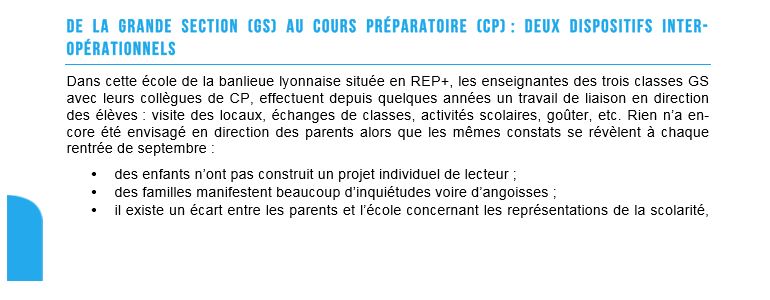 DE LA GRANDE SECTION (GS) AU COURS PRÉPARATOIRE (CP) : DEUX DISPOSITIFS INTER-
OPÉRATIONNELS
Dans cette école de la banlieue lyonnaise située en REP+, les enseignantes des trois classes GS
avec leurs collègues de CP, effectuent depuis quelques années un travail de liaison en direction
des élèves : visite des locaux, échanges de classes, activités scolaires, goûter, etc. Rien n'a en-
core été envisagé en direction des parents alors que les mêmes constats se révèlent à chaque
rentrée de septembre :
• des enfants n'ont pas construit un projet individuel de lecteur ;
• des familles manifestent beaucoup d'inquiétudes voire d'angoisses ;
• il existe un écart entre les parents et l'école concernant les représentations de la scolarité,